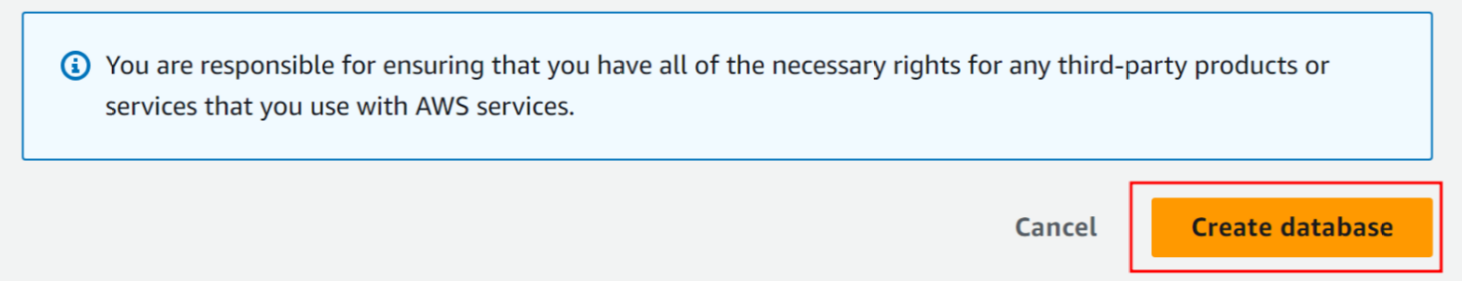 You are responsible for ensuring that you have all of the necessary rights for any third-party products or
services that you use with AWS services.
Cancel
Create database